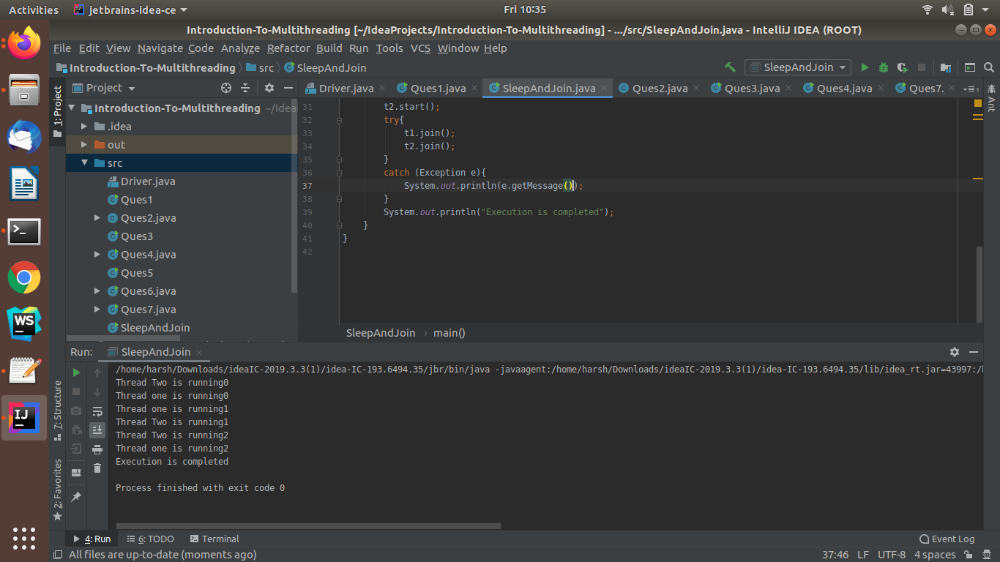 Activities jetbrains-idea-ce Fri 10:35
Introduction-To-Multithreading [~/IdeaProjects/Introduction-To-Multithreading] - .../src/SleepAndJoin.java - IntelliJ IDEA (ROOT)
File Edit View Navigate Code Analyze Refactor Build Run Tools VCS Window Help
Introduction-To-Multithreading src SleepAndJoin SleepAndJoin
1: Project
Project
Driver.java Ques1.java SleepAndJoin.java Ques2.java Ques3.java Ques4.java Ques7.
Ant
Introduction-To-Multithreading ~/Idea
.idea
out
src
Driver.java
Ques1
Ques2.java
Ques3
Ques4.java
Ques5
Ques6.java
Ques7.java
SleepAndJoin
31 t2.start();
32 try{
33 t1.join();
34 t2.join();
35 }
36 catch (Exception e){
37 System.out.println(e.getMessage());
38 }
39 System.out.println("Execution is completed");
40 }
41 }
42
SleepAndJoin › main()
Run: SleepAndJoin
/home/harsh/Downloads/ideaIC-2019.3.3(1)/idea-IC-193.6494.35/jbr/bin/java -javaagent:/home/harsh/Downloads/ideaIC-2019.3.3(1)/idea-IC-193.6494.35/lib/idea_rt.jar=43997:/h
Thread Two is running0
Thread one is running0
Thread one is running1
Thread Two is running1
Thread Two is running2
Thread one is running2
Execution is completed
Process finished with exit code 0
7: Structure
2: Favorites
4: Run 6: TODO Terminal Event Log
All files are up-to-date (moments ago) 37:46 LF UTF-8 4 spaces
WS
IJ